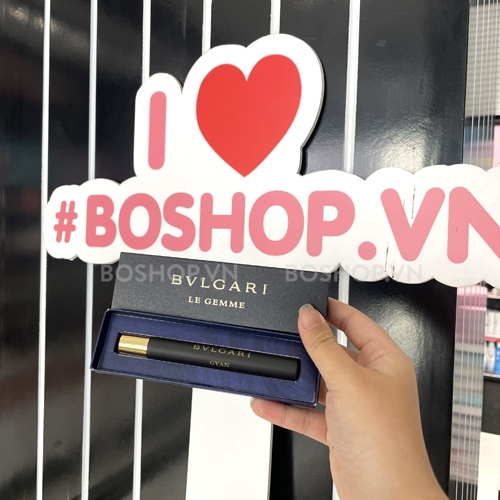 I ❤
#BOSHOP.VN
BOSHOP.VN BOSHOP.VN
BVLGARI
LE GEMME
BVLGARI
GYAN